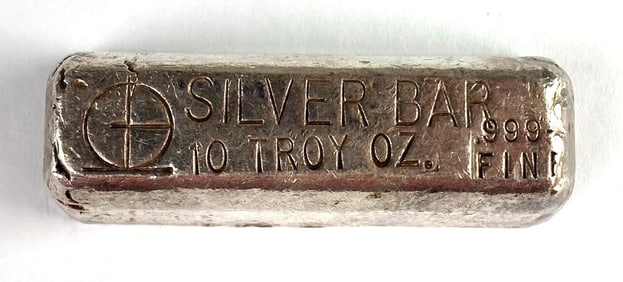 SILVER BAR
10 TROY OZ.
.999
FINE